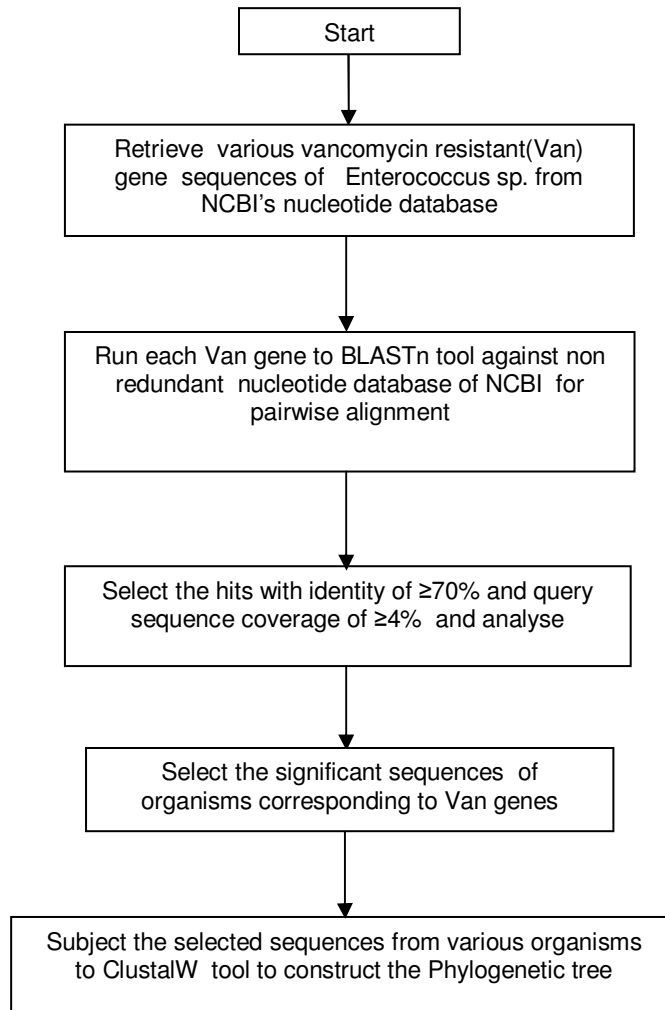 Start
Retrieve various vancomycin resistant(Van)
gene sequences of Enterococcus sp. from
NCBI's nucleotide database
Run each Van gene to BLASTn tool against non
redundant nucleotide database of NCBI for
pairwise alignment
Select the hits with identity of ≥70% and query
sequence coverage of ≥4% and analyse
Select the significant sequences of
organisms corresponding to Van genes
Subject the selected sequences from various organisms
to ClustalW tool to construct the Phylogenetic tree